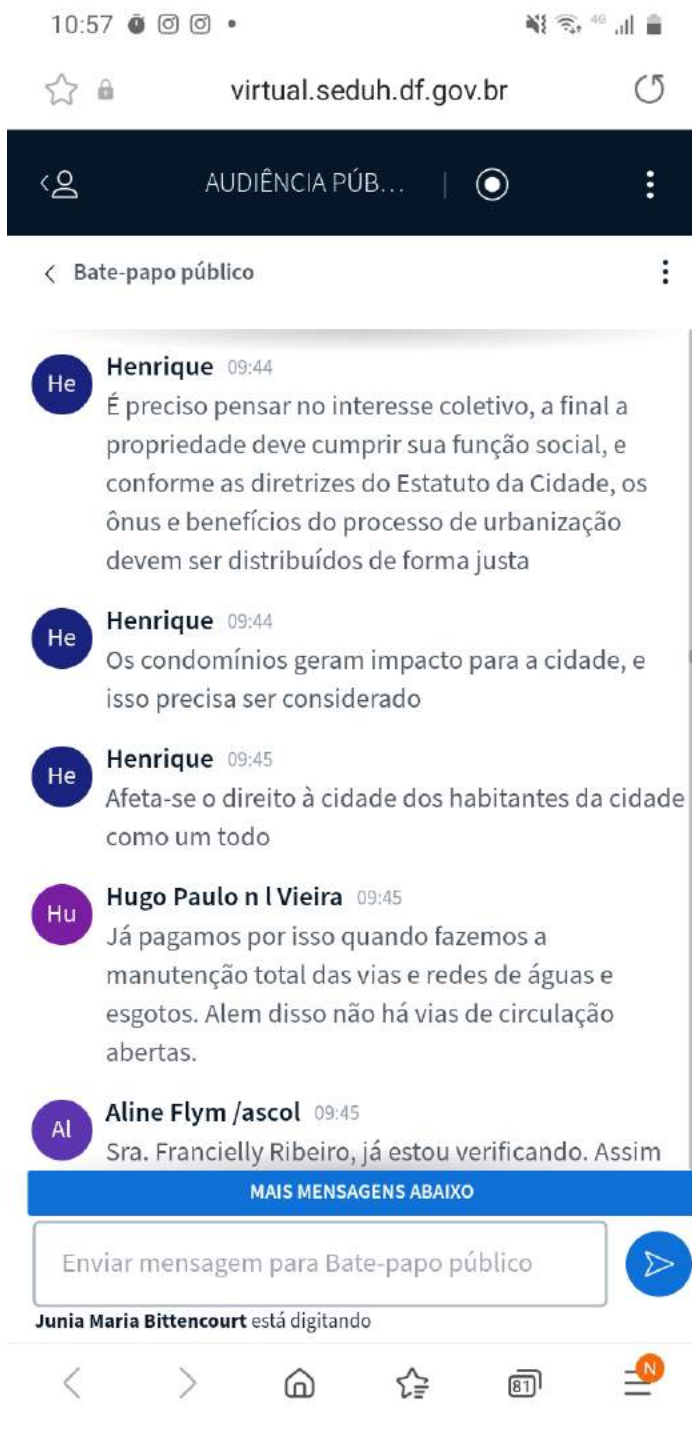 10:57
4G
virtual.seduh.df.gov.br
AUDIÊNCIA PÚB...
Bate-papo público
He
Henrique 09:44
É preciso pensar no interesse coletivo, a final a
propriedade deve cumprir sua função social, e
conforme as diretrizes do Estatuto da Cidade, os
ônus e benefícios do processo de urbanização
devem ser distribuídos de forma justa
He
Henrique 09:44
Os condomínios geram impacto para a cidade, e
isso precisa ser considerado
He
Henrique 09:45
Afeta-se o direito à cidade dos habitantes da cidade
como um todo
Hu
Hugo Paulo n l Vieira 09:45
Já pagamos por isso quando fazemos a
manutenção total das vias e redes de águas e
esgotos. Alem disso não há vias de circulação
abertas.
Al
Aline Flym /ascol 09:45
Sra. Francielly Ribeiro, já estou verificando. Assim
MAIS MENSAGENS ABAIXO
Enviar mensagem para Bate-papo público
Junia Maria Bittencourt está digitando
81
N